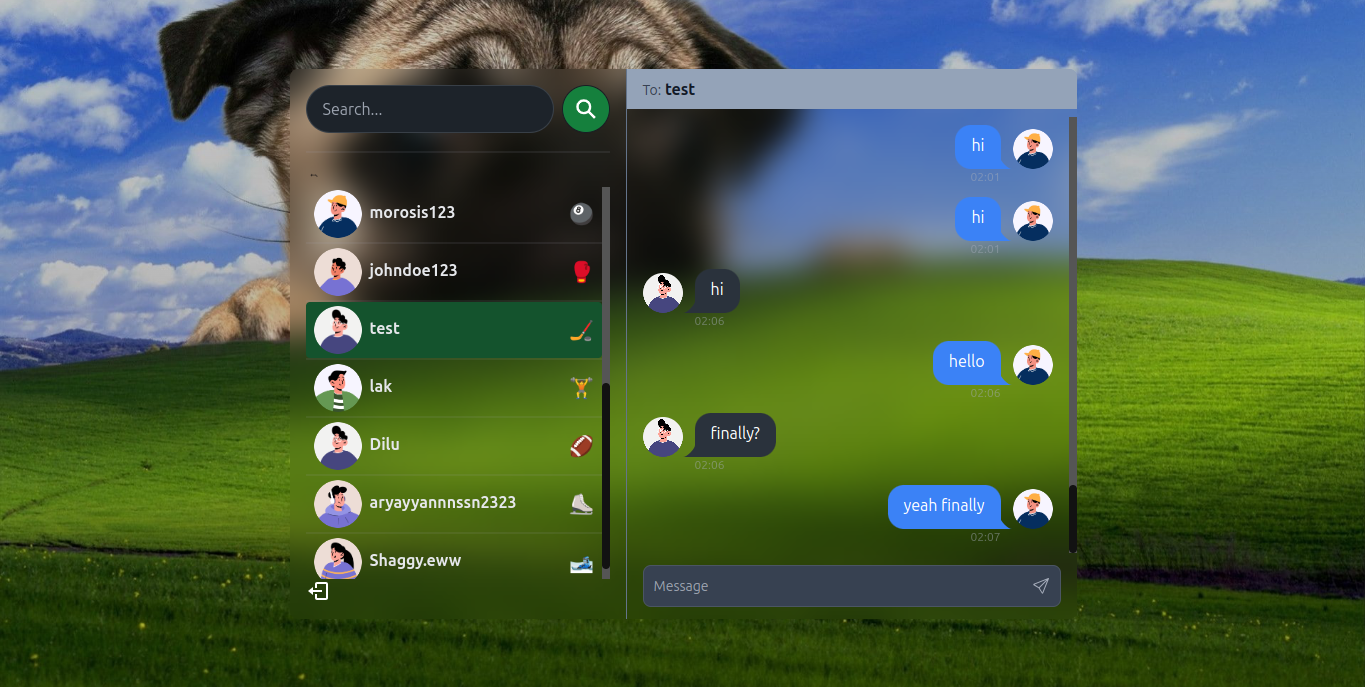 Search...
morosis123
johndoe123
test
lak
Dilu
aryayyannnssn2323
Shaggy.eww
To: test
hi
02:01
hi
02:01
hi
02:06
hello
02:06
finally?
02:06
yeah finally
02:07
Message